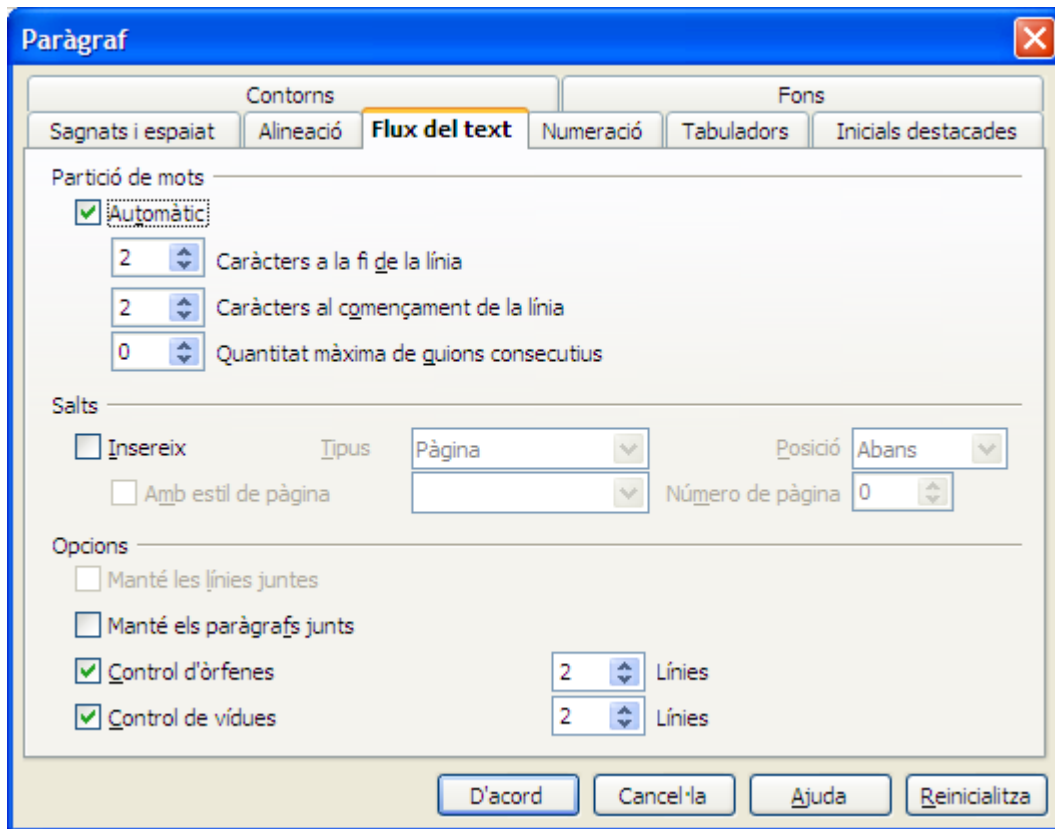 Paràgraf
Contorns Fons
Sagnats i espaiat Alineació Flux del text Numeració Tabuladors Inicials destacades
Partició de mots
Automàtic
2 Caràcters a la fi de la línia
2 Caràcters al començament de la línia
0 Quantitat màxima de guions consecutius
Salts
Insereix Tipus Pàgina Posició Abans
Amb estil de pàgina Número de pàgina 0
Opcions
Manté les línies juntes
Manté els paràgrafs junts
Control d'òrfenes 2 Línies
Control de vídues 2 Línies
D'acord Cancel·la Ajuda Reinicialitza